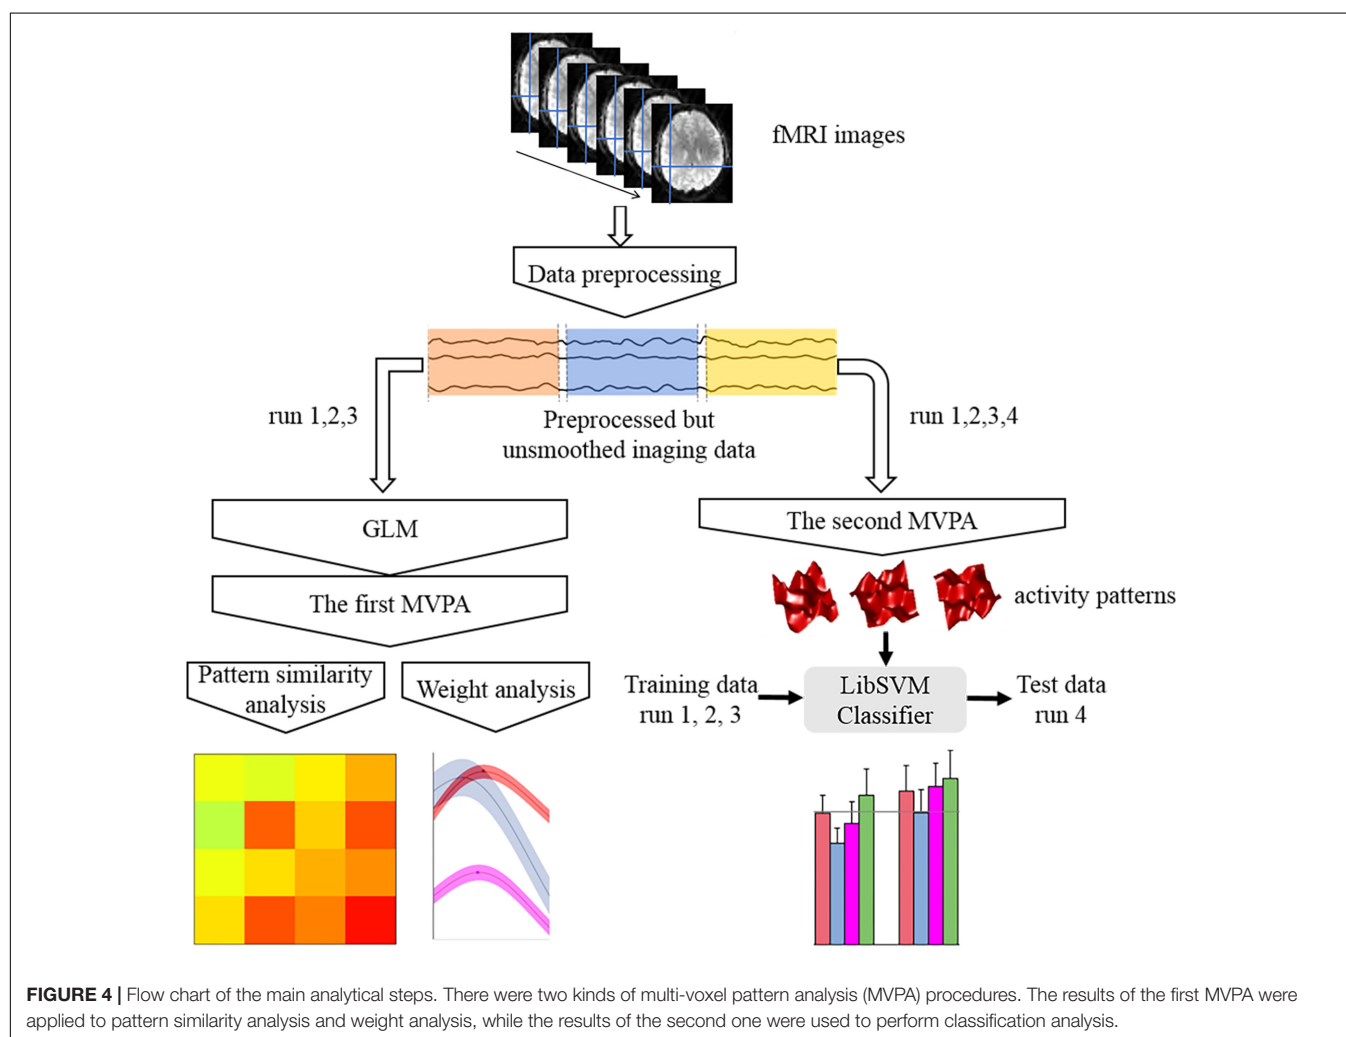 fMRI images
Data preprocessing
run 1,2,3
Preprocessed but
unsmoothed inaging data
run 1,2,3,4
GLM
The second MVPA
The first MVPA
activity patterns
Pattern similarity
analysis
Weight analysis
Training data
run 1, 2, 3
LibSVM
Classifier
Test data
run 4
FIGURE 4 | Flow chart of the main analytical steps. There were two kinds of multi-voxel pattern analysis (MVPA) procedures. The results of the first MVPA were
applied to pattern similarity analysis and weight analysis, while the results of the second one were used to perform classification analysis.